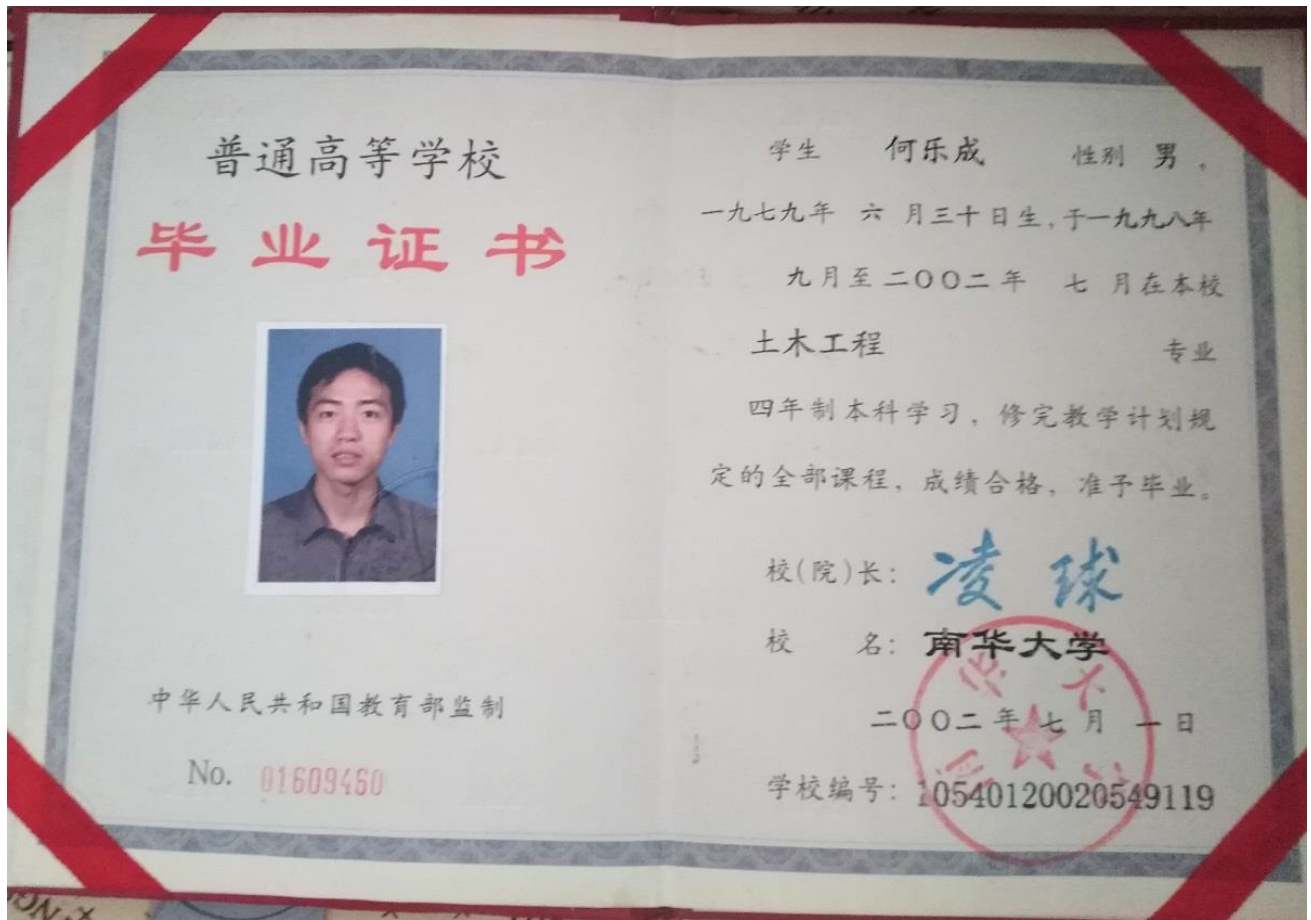 普通高等学校
毕业证书
中华人民共和国教育部监制
No. 01609460
学生 何乐成 性别 男 ,
一九七九年 六 月三十日生,于一九九八年
九月至二〇〇二年 七 月在本校
土木工程 专业
四年制本科学习,修完教学计划规
定的全部课程,成绩合格,准予毕业。
校(院)长: 凌球
校 名: 南华大学
二〇〇二年 七 月 一 日
学校编号: 10540120020549119